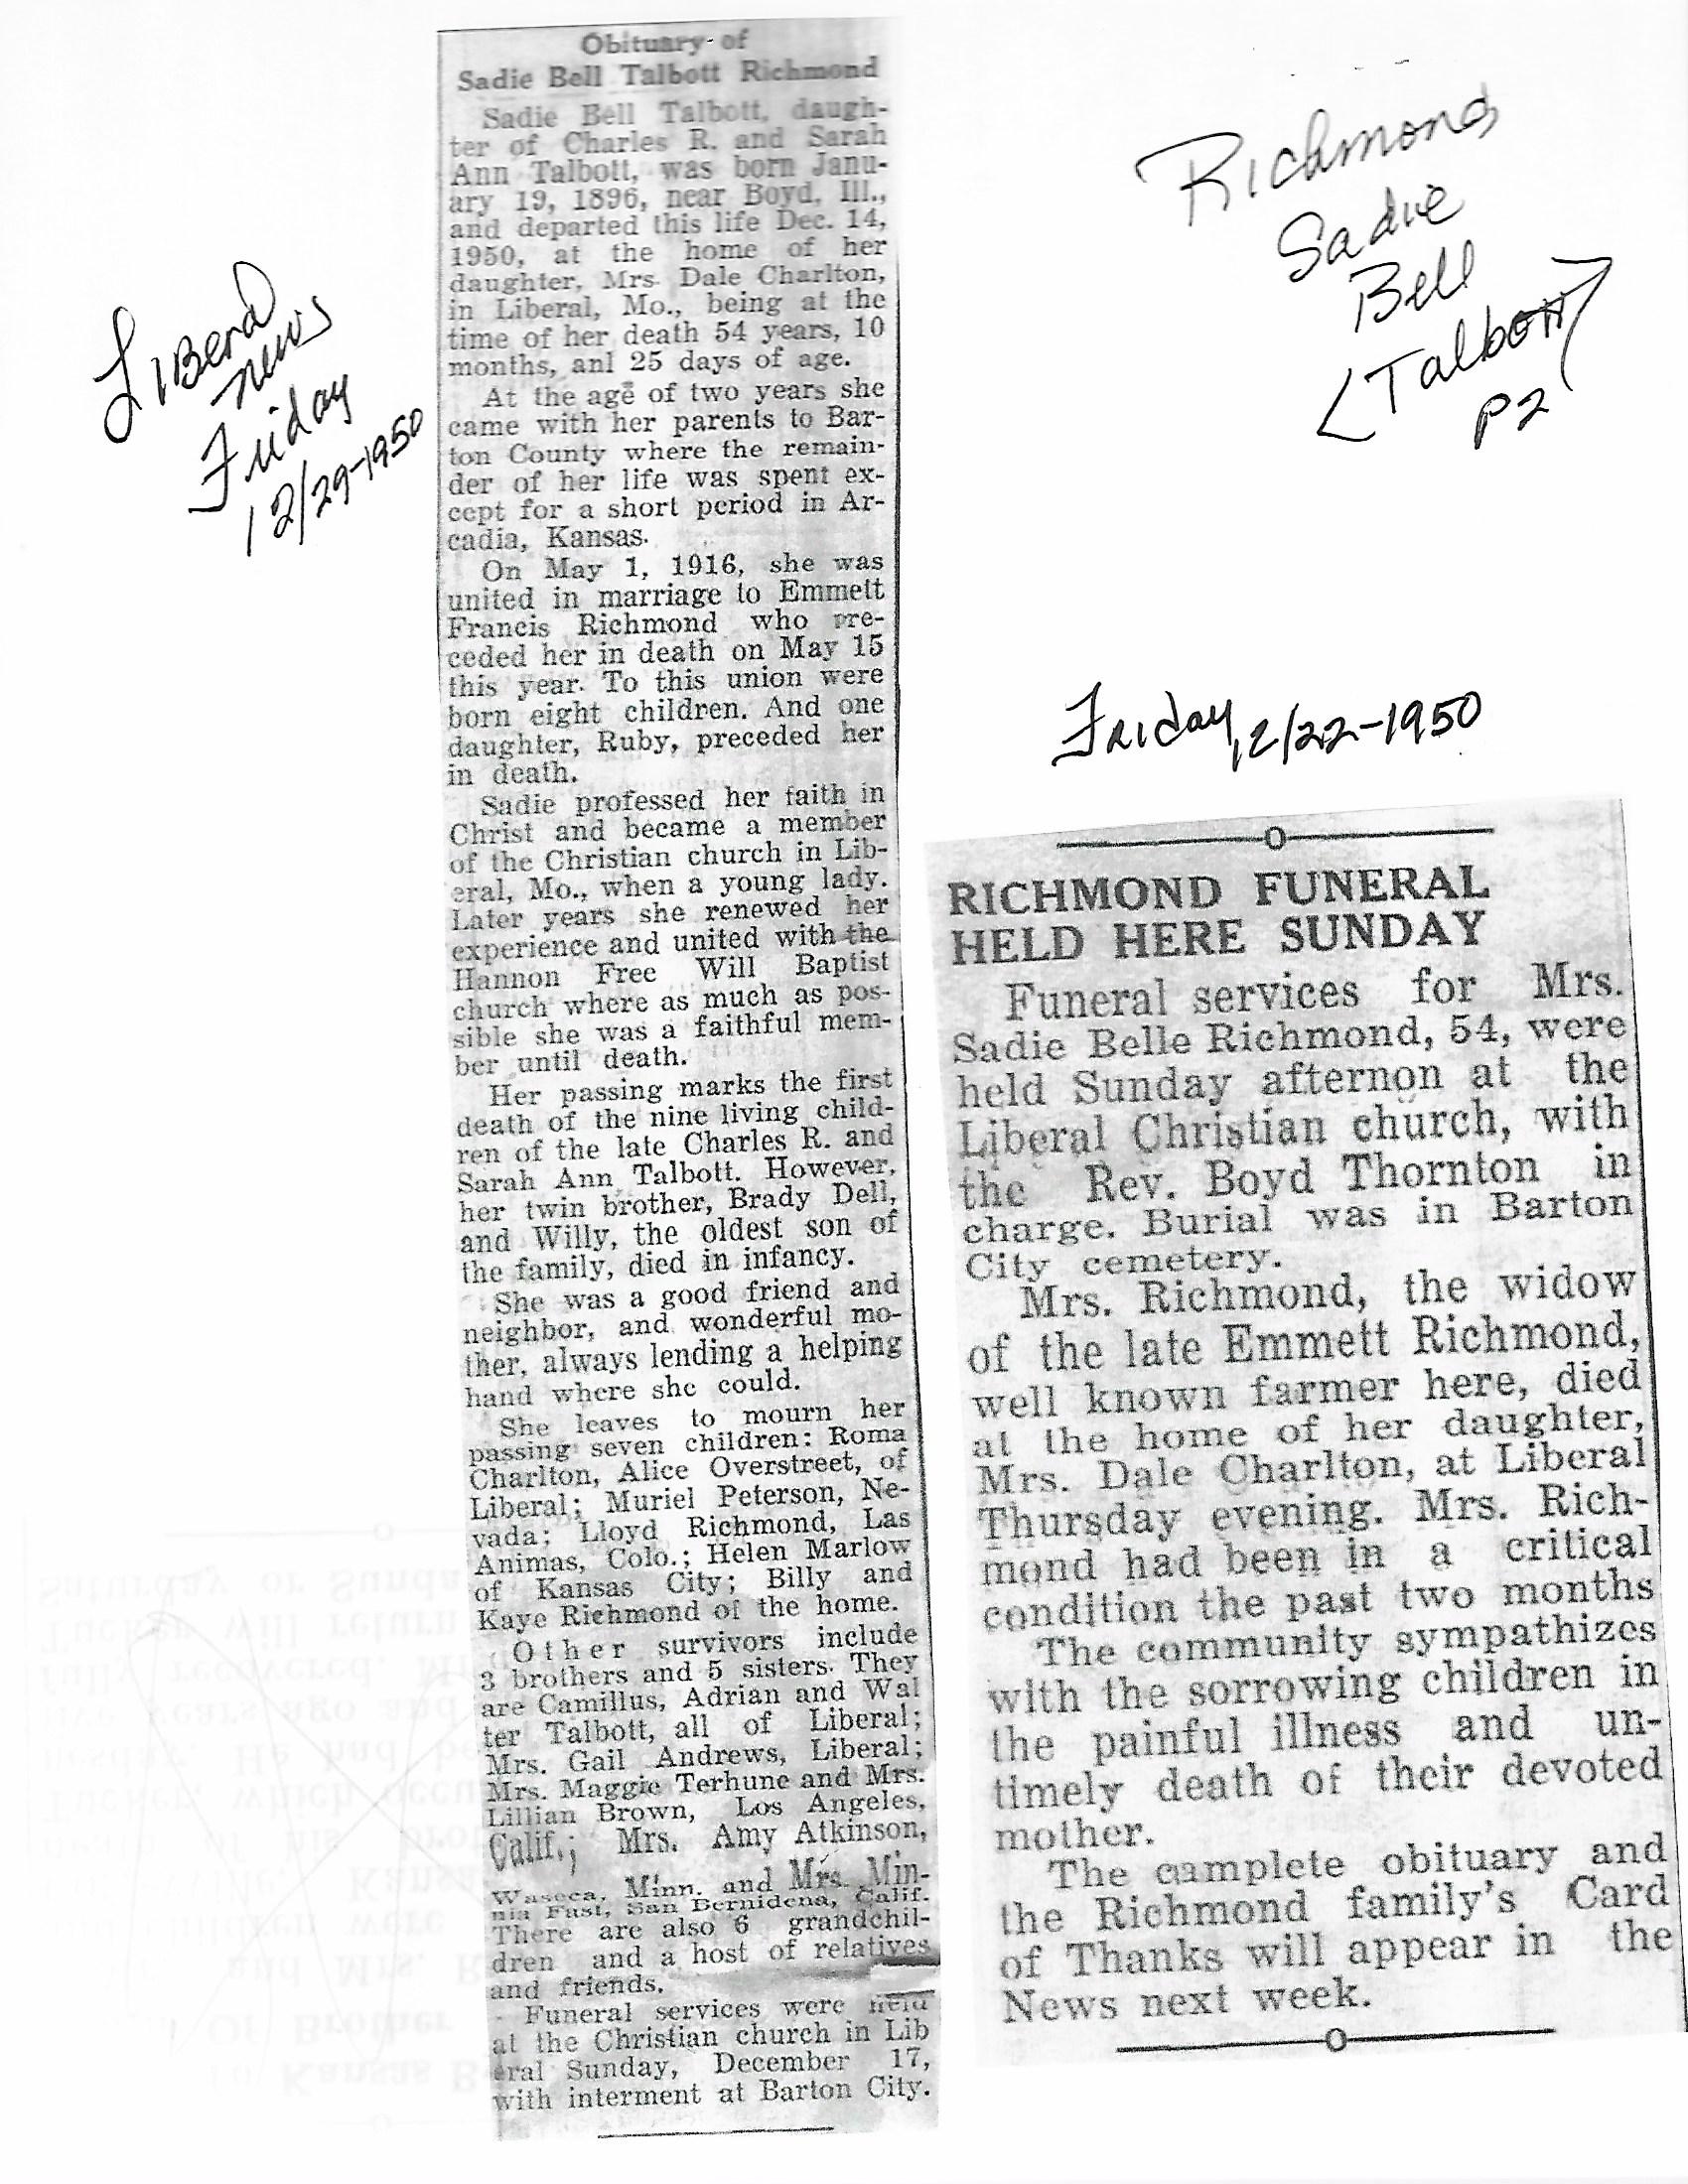 Obituary of
Sadie Bell Talbott Richmond
Sadie Bell Talbott, daugh-
ter of Charles R. and Sarah
Ann Talbott, was born Janu-
ary 19, 1896, near Boyd, Ill.,
and departed this life Dec. 14,
1950, at the home of her
daughter, Mrs. Dale Charlton,
in Liberal, Mo., being at the
time of her death 54 years, 10
months, anl 25 days of age.
At the age of two years she
came with her parents to Bar-
ton County where the remain-
der of her life was spent ex-
cept for a short period in Ar-
cadia, Kansas.
On May 1, 1916, she was
united in marriage to Emmett
Francis Richmond who pre-
ceded her in death on May 15
this year. To this union were
born eight children. And one
daughter, Ruby, preceded her
in death.
Sadie professed her faith in
Christ and became a member
of the Christian church in Lib-
eral, Mo., when a young lady.
Later years she renewed her
experience and united with the
Hannon Free Will Baptist
church where as much as pos-
sible she was a faithful mem-
ber until death.
Her passing marks the first
death of the nine living child-
ren of the late Charles R. and
Sarah Ann Talbott. However,
her twin brother, Brady Dell,
and Willy, the oldest son of
the family, died in infancy.
She was a good friend and
neighbor, and wonderful mo-
ther, always lending a helping
hand where she could.
She leaves to mourn her
passing seven children: Roma
Charlton, Alice Overstreet, of
Liberal; Muriel Peterson, Ne-
vada; Lloyd Richmond, Las
Animas, Colo.; Helen Marlow
of Kansas City; Billy and
Kaye Richmond of the home.
Other survivors include
3 brothers and 5 sisters. They
are Camillus, Adrian and Wal
ter Talbott, all of Liberal;
Mrs. Gail Andrews, Liberal;
Mrs. Maggie Terhune and Mrs.
Lillian Brown, Los Angeles,
Calif.; Mrs. Amy Atkinson,
Waseca, Minn. and Mrs. Min-
nia Fast, San Bernidena, Calif.
There are also 6 grandchil-
dren and a host of relatives
and friends.
Funeral services were held
at the Christian church in Lib
eral Sunday, December 17,
with interment at Barton City.
Liberal
News
Friday
12/29-1950
Richmond
Sadie
Bell
<Talbott>
P2
Friday 12/22-1950
RICHMOND FUNERAL
HELD HERE SUNDAY
Funeral services for Mrs.
Sadie Belle Richmond, 54, were
held Sunday afternon at the
Liberal Christian church, with
the Rev. Boyd Thornton in
charge. Burial was in Barton
City cemetery.
Mrs. Richmond, the widow
of the late Emmett Richmond,
well known farmer here, died
at the home of her daughter,
Mrs. Dale Charlton, at Liberal
Thursday evening. Mrs. Rich-
mond had been in a critical
condition the past two months
The community sympathizes
with the sorrowing children in
the painful illness and un-
timely death of their devoted
mother.
The camplete obituary and
the Richmond family's Card
of Thanks will appear in the
News next week.